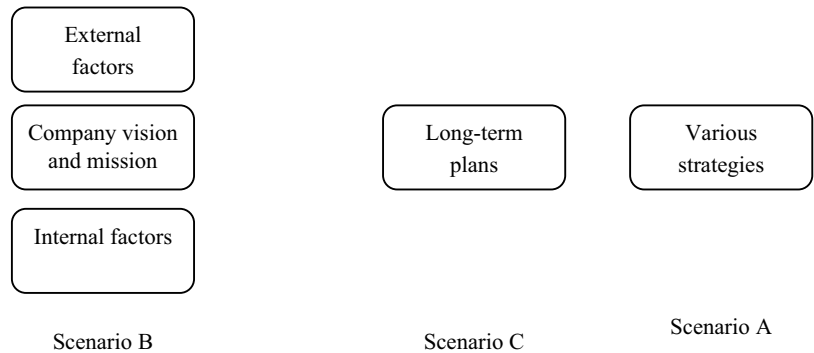 External
factors
Company vision
and mission
Internal factors
Long-term
plans
Various
strategies
Scenario B
Scenario C
Scenario A